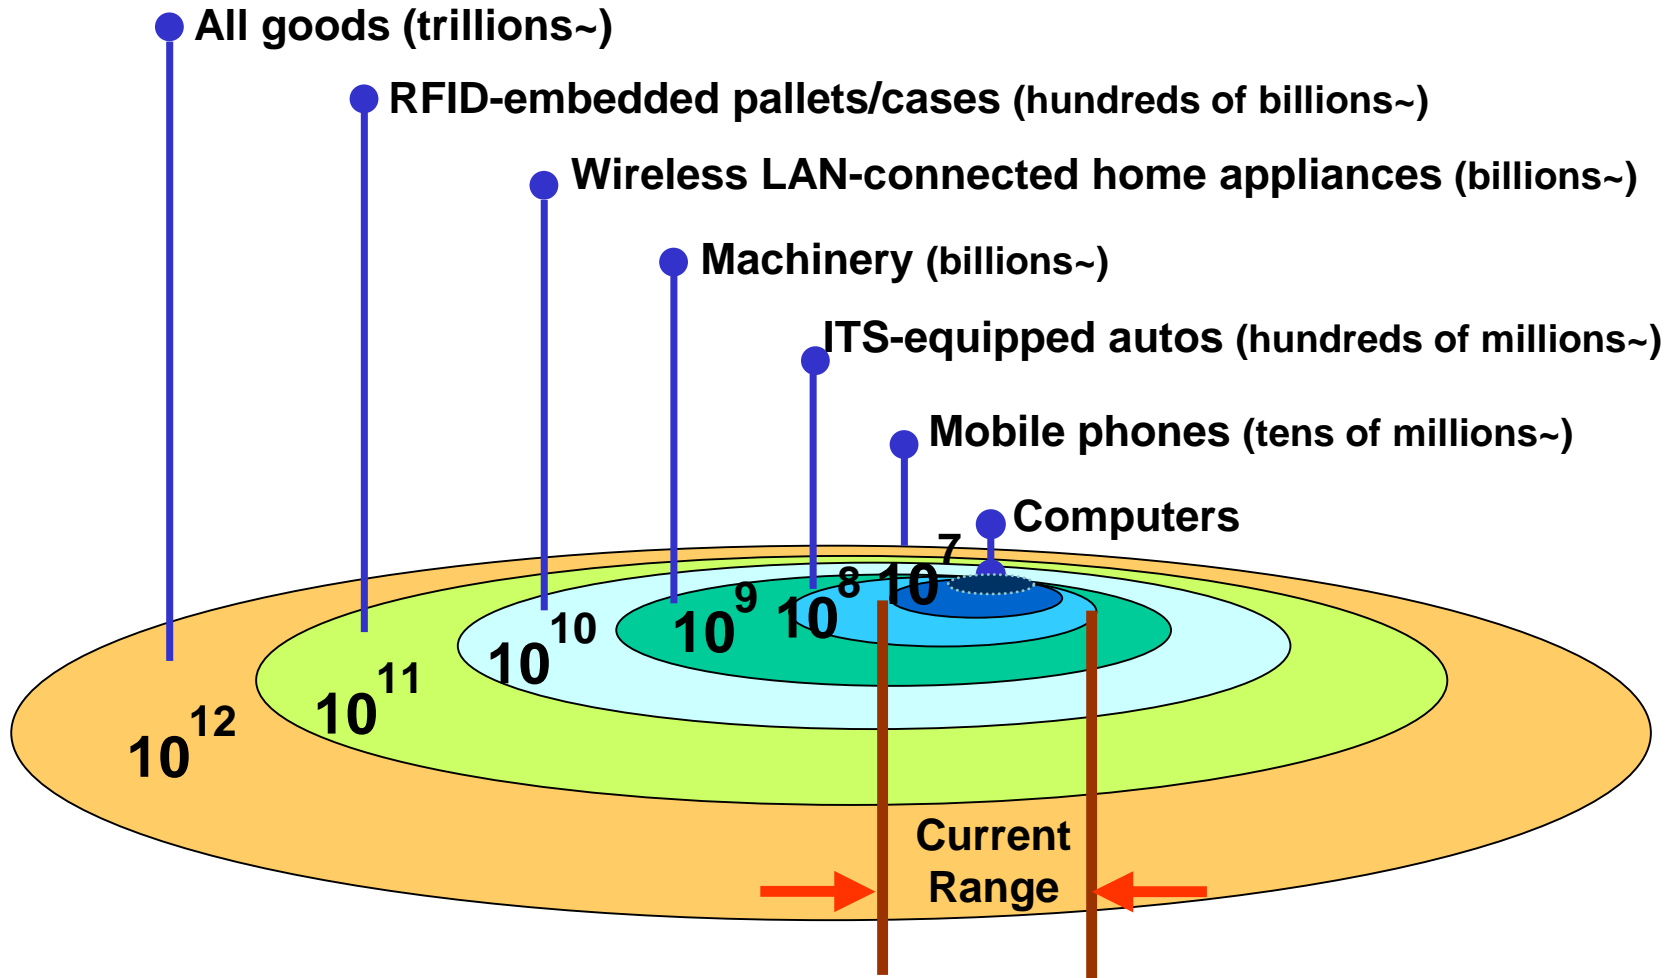 All goods (trillions~)
RFID-embedded pallets/cases (hundreds of billions~)
Wireless LAN-connected home appliances (billions~)
Machinery (billions~)
ITS-equipped autos (hundreds of millions~)
Mobile phones (tens of millions~)
Computers
10^7
10^8
10^9
10^10
10^11
10^12
Current
Range